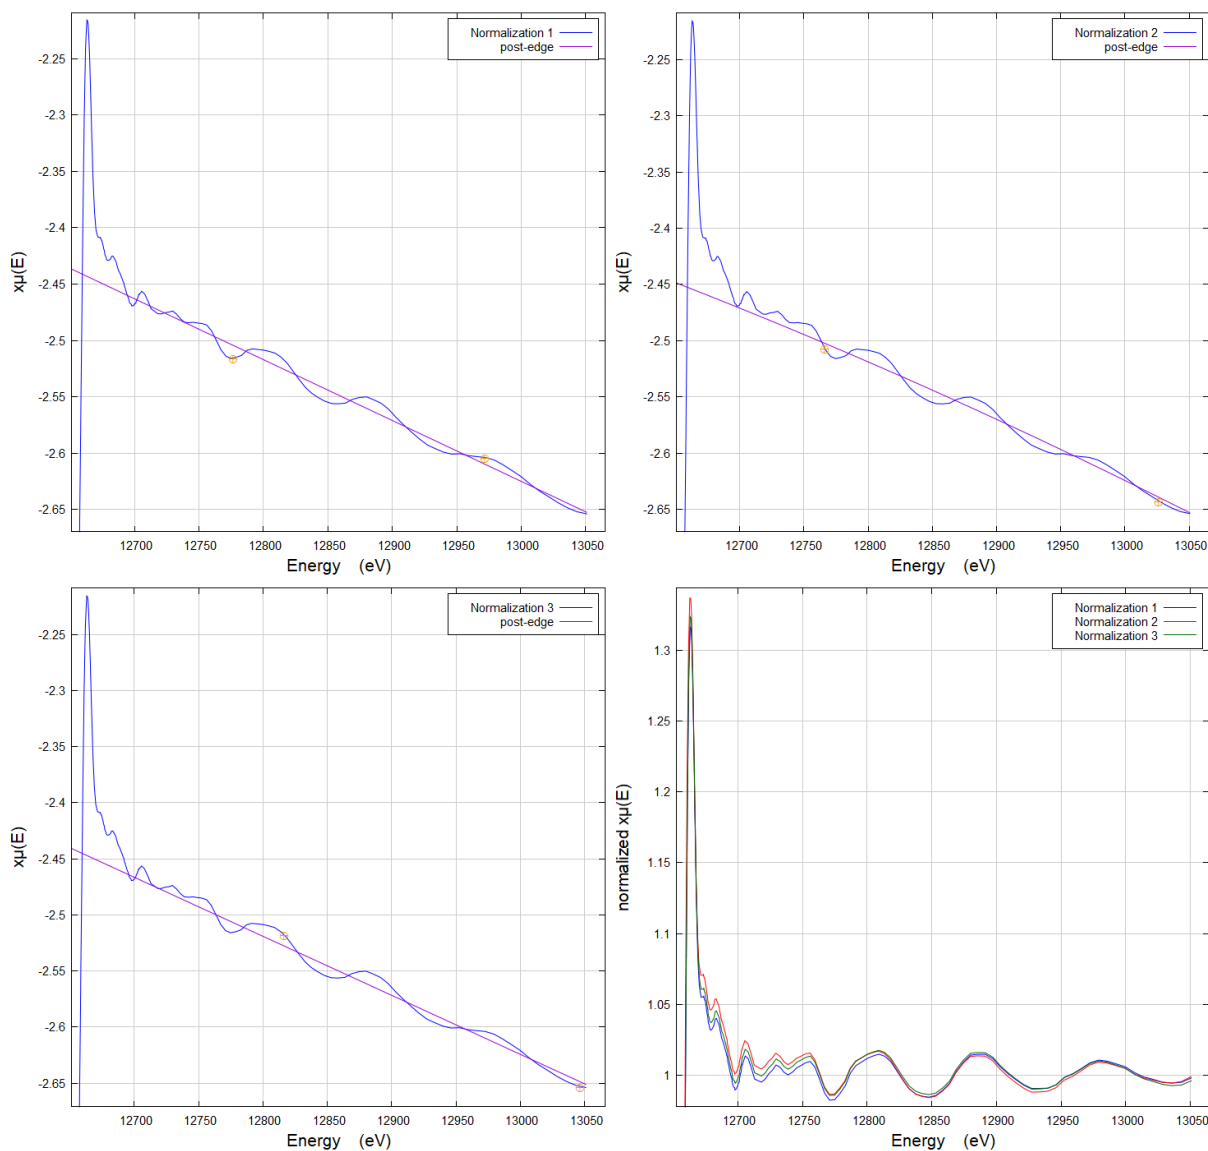 Normalization 1
post-edge
-2.25
-2.3
-2.35
-2.4
-2.45
-2.5
-2.55
-2.6
-2.65
xμ(E)
12700 12750 12800 12850 12900 12950 13000 13050
Energy (eV)
Normalization 2
post-edge
-2.25
-2.3
-2.35
-2.4
-2.45
-2.5
-2.55
-2.6
-2.65
xμ(E)
12700 12750 12800 12850 12900 12950 13000 13050
Energy (eV)
Normalization 3
post-edge
-2.25
-2.3
-2.35
-2.4
-2.45
-2.5
-2.55
-2.6
-2.65
xμ(E)
12700 12750 12800 12850 12900 12950 13000 13050
Energy (eV)
Normalization 1
Normalization 2
Normalization 3
1.3
1.25
1.2
1.15
1.1
1.05
1
normalized xμ(E)
12700 12750 12800 12850 12900 12950 13000 13050
Energy (eV)